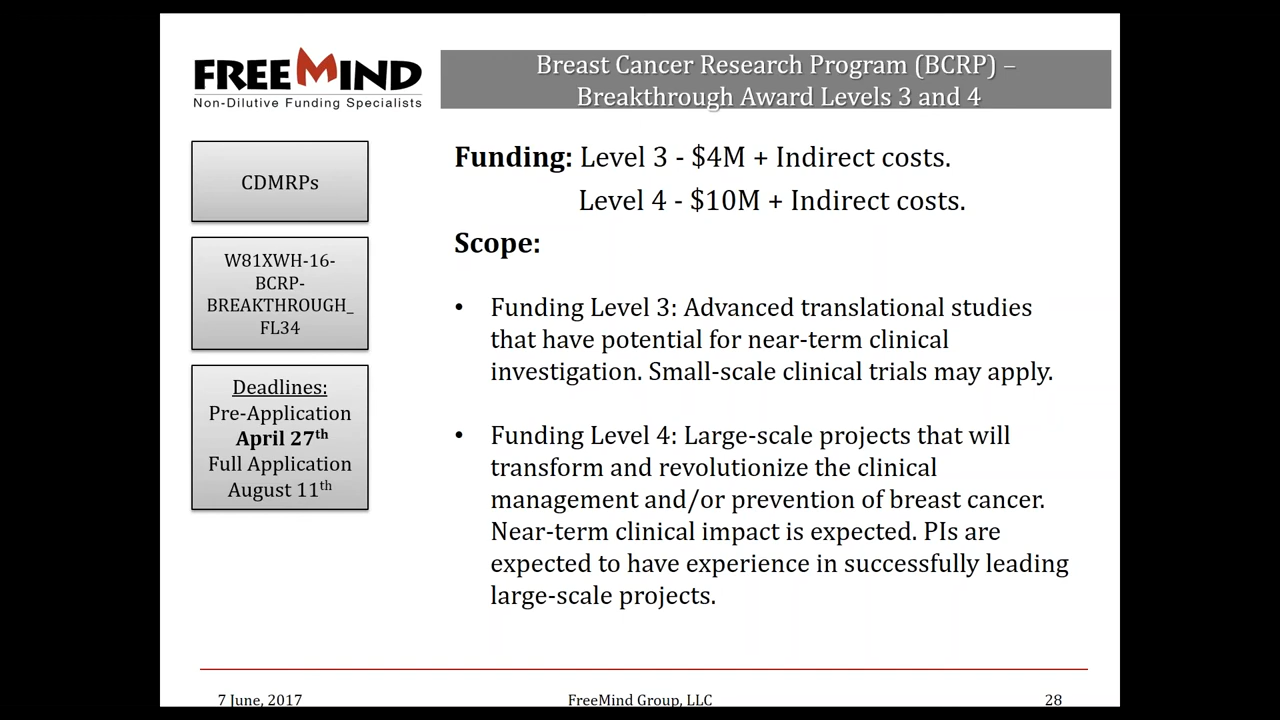 FREEMIND
Non-Dilutive Funding Specialists
Breast Cancer Research Program (BCRP) –
Breakthrough Award Levels 3 and 4
CDMRPs
W81XWH-16-
BCRP-
BREAKTHROUGH_
FL34
Deadlines:
Pre-Application
April 27th
Full Application
August 11th
Funding: Level 3 - $4M + Indirect costs.
Level 4 - $10M + Indirect costs.
Scope:
• Funding Level 3: Advanced translational studies
that have potential for near-term clinical
investigation. Small-scale clinical trials may apply.
• Funding Level 4: Large-scale projects that will
transform and revolutionize the clinical
management and/or prevention of breast cancer.
Near-term clinical impact is expected. PIs are
expected to have experience in successfully leading
large-scale projects.
7 June, 2017
FreeMind Group, LLC
28